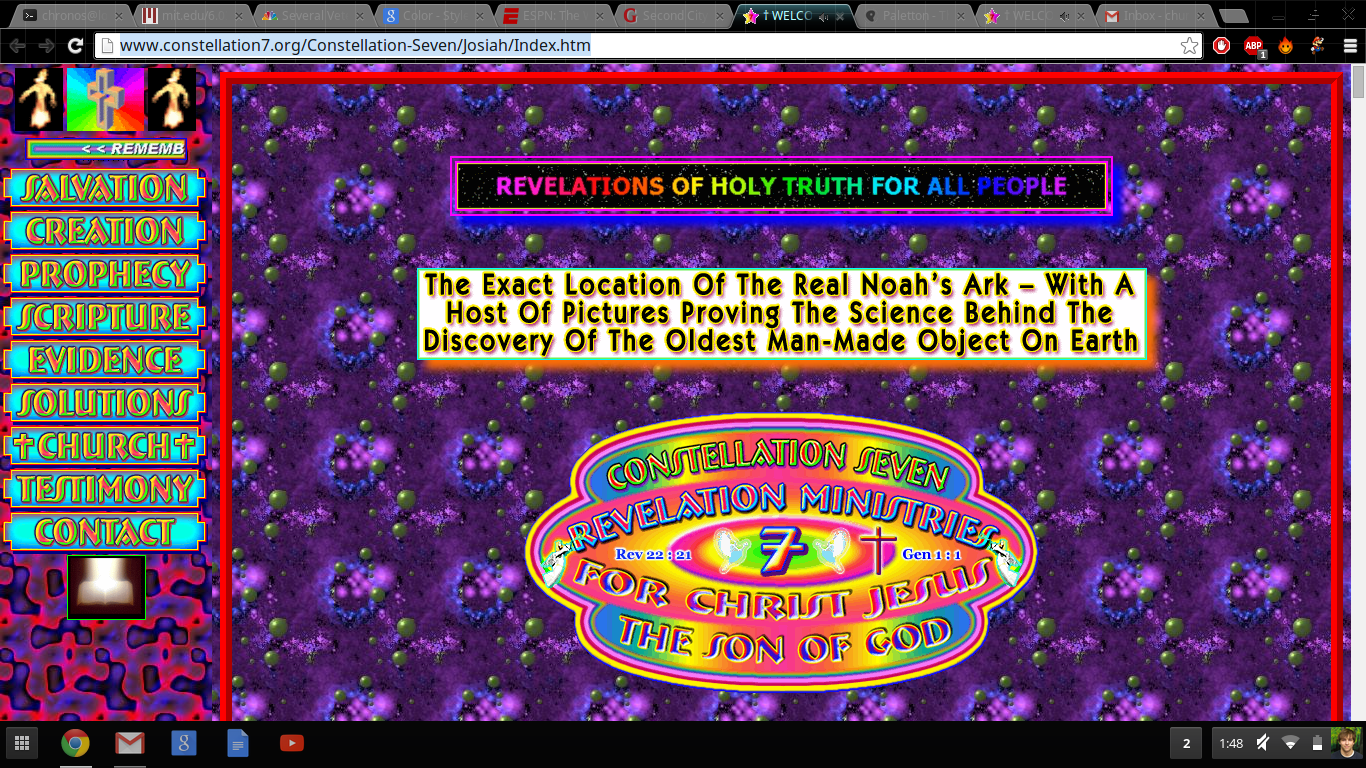 chronos@l
mit.edu/6.0
Several Ve
Color - Sty
ESPN: The
Second Cit
† WELCO
Paletton -
† WELC
Inbox - ch
www.constellation7.org/Constellation-Seven/Josiah/Index.htm
ABP
1
< < REMEMB
SALVATION
CREATION
PROPHECY
SCRIPTURE
EVIDENCE
SOLUTIONS
†CHURCH†
TESTIMONY
CONTACT
REVELATIONS OF HOLY TRUTH FOR ALL PEOPLE
The Exact Location Of The Real Noah's Ark – With A
Host Of Pictures Proving The Science Behind The
Discovery Of The Oldest Man-Made Object On Earth
CONSTELLATION SEVEN
REVELATION MINISTRIES
Rev 22 : 21 7 Gen 1 : 1
FOR CHRIST JESUS
THE SON OF GOD
2 1:48